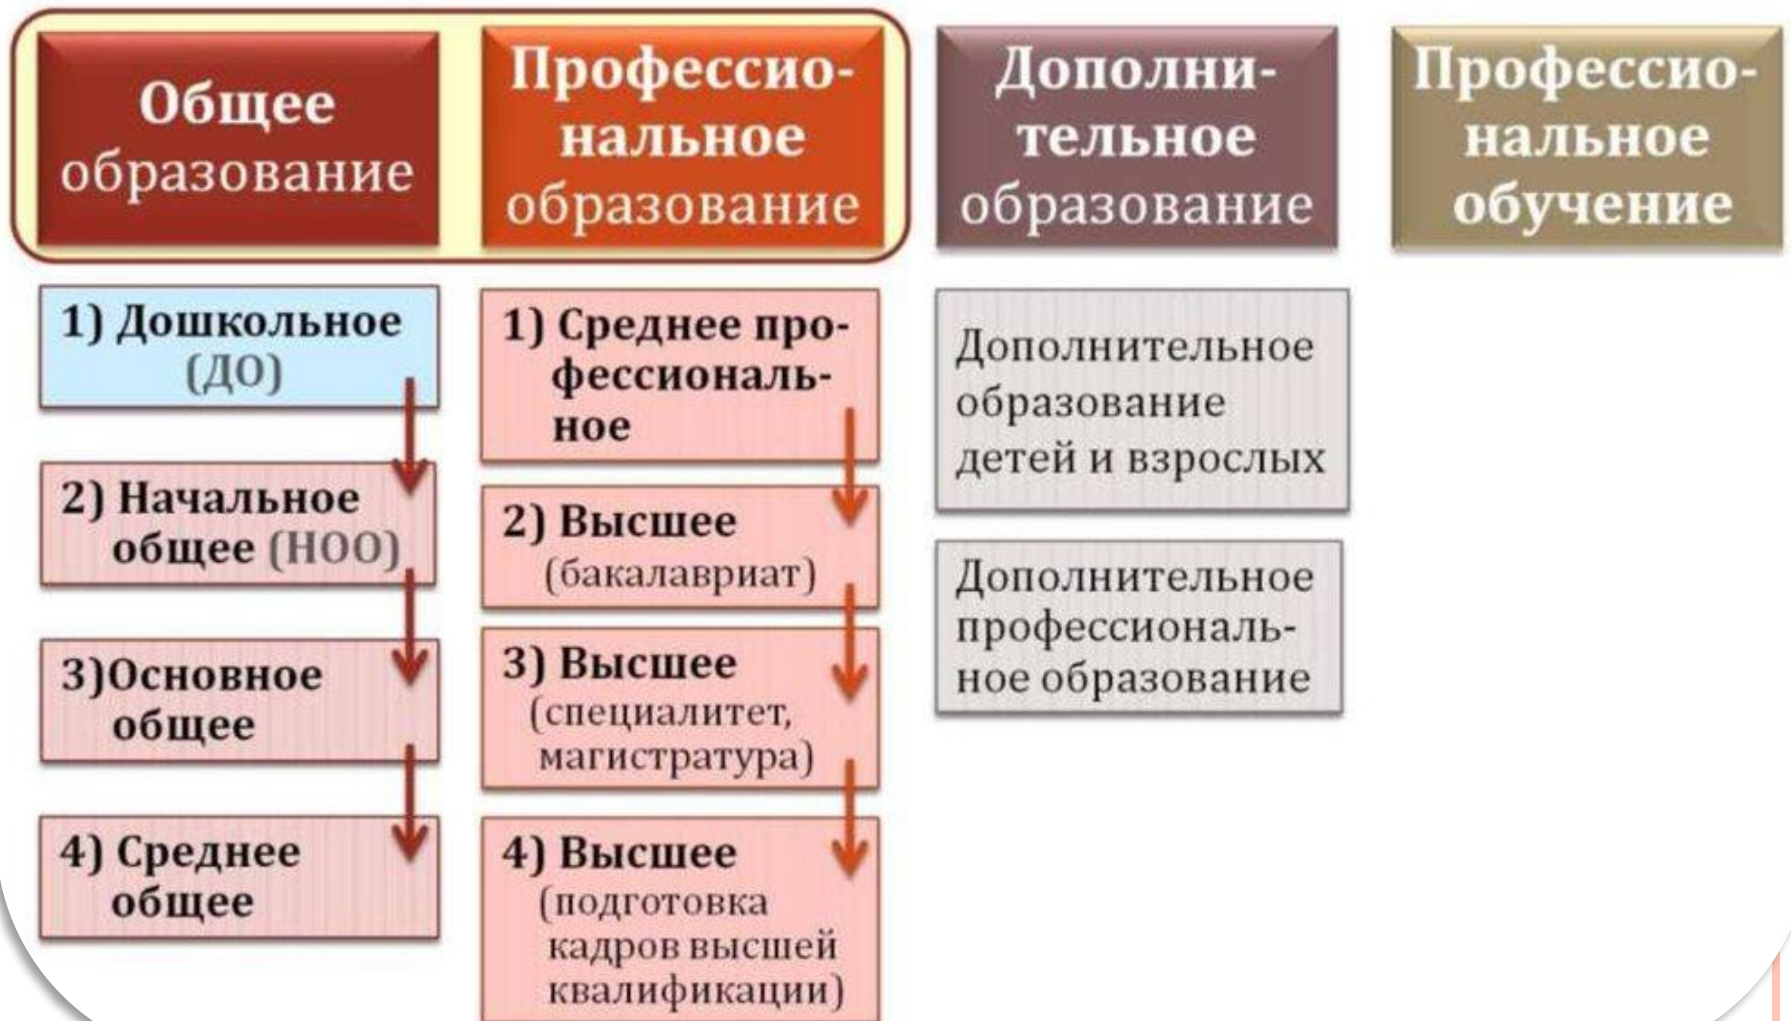 Общее
образование
Профессио-
нальное
образование
Дополни-
тельное
образование
Профессио-
нальное
обучение
1) Дошкольное
(ДО)
2) Начальное
общее (НОО)
3)Основное
общее
4) Среднее
общее
1) Среднее про-
фессиональ-
ное
2) Высшее
(бакалавриат)
3) Высшее
(специалитет,
магистратура)
4) Высшее
(подготовка
кадров высшей
квалификации)
Дополнительное
образование
детей и взрослых
Дополнительное
профессиональ-
ное образование